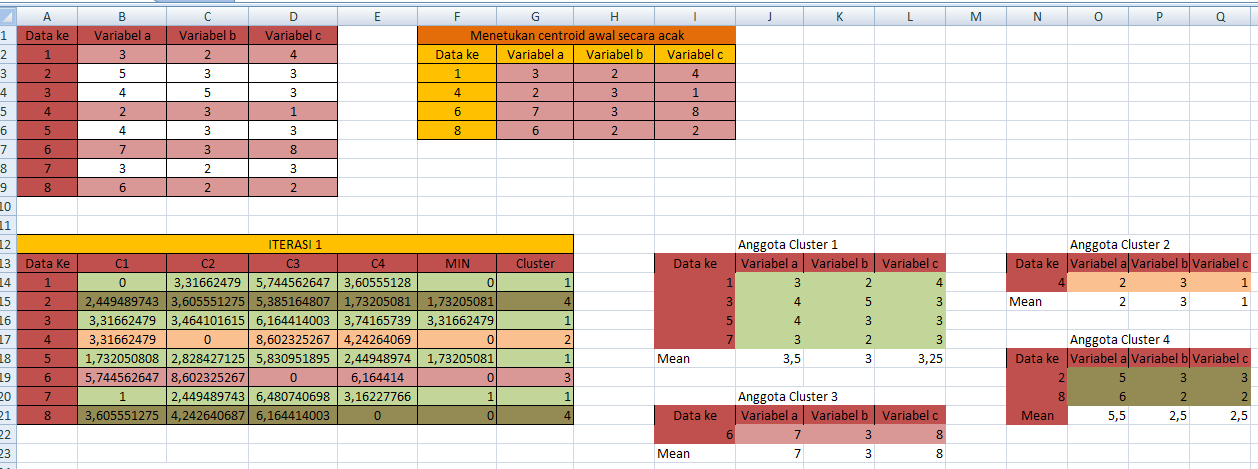 A B C D E F G H I J K L M N O P Q
1 Data ke Variabel a Variabel b Variabel c Menetukan centroid awal secara acak
2 1 3 2 4 Data ke Variabel a Variabel b Variabel c
3 2 5 3 3 1 3 2 4
4 3 4 5 3 4 2 3 1
5 4 2 3 1 6 7 3 8
6 5 4 3 3 8 6 2 2
7 6 7 3 8
8 7 3 2 3
9 8 6 2 2
10
11
12 ITERASI 1 Anggota Cluster 1 Anggota Cluster 2
13 Data Ke C1 C2 C3 C4 MIN Cluster Data ke Variabel a Variabel b Variabel c Data ke Variabel a Variabel b Variabel c
14 1 0 3,31662479 5,744562647 3,60555128 0 1 1 3 2 4 4 2 3 1
15 2 2,449489743 3,605551275 5,385164807 1,73205081 1,73205081 4 3 4 5 3 Mean 2 3 1
16 3 3,31662479 3,464101615 6,164414003 3,74165739 3,31662479 1 5 4 3 3
17 4 3,31662479 0 8,602325267 4,24264069 0 2 7 3 2 3 Anggota Cluster 4
18 5 1,732050808 2,828427125 5,830951895 2,44948974 1,73205081 1 Mean 3,5 3 3,25 Data ke Variabel a Variabel b Variabel c
19 6 5,744562647 8,602325267 0 6,164414 0 3 2 5 3 3
20 7 1 2,449489743 6,480740698 3,16227766 1 1 Anggota Cluster 3 8 6 2 2
21 8 3,605551275 4,242640687 6,164414003 0 0 4 Data ke Variabel a Variabel b Variabel c Mean 5,5 2,5 2,5
22 6 7 3 8
23 Mean 7 3 8